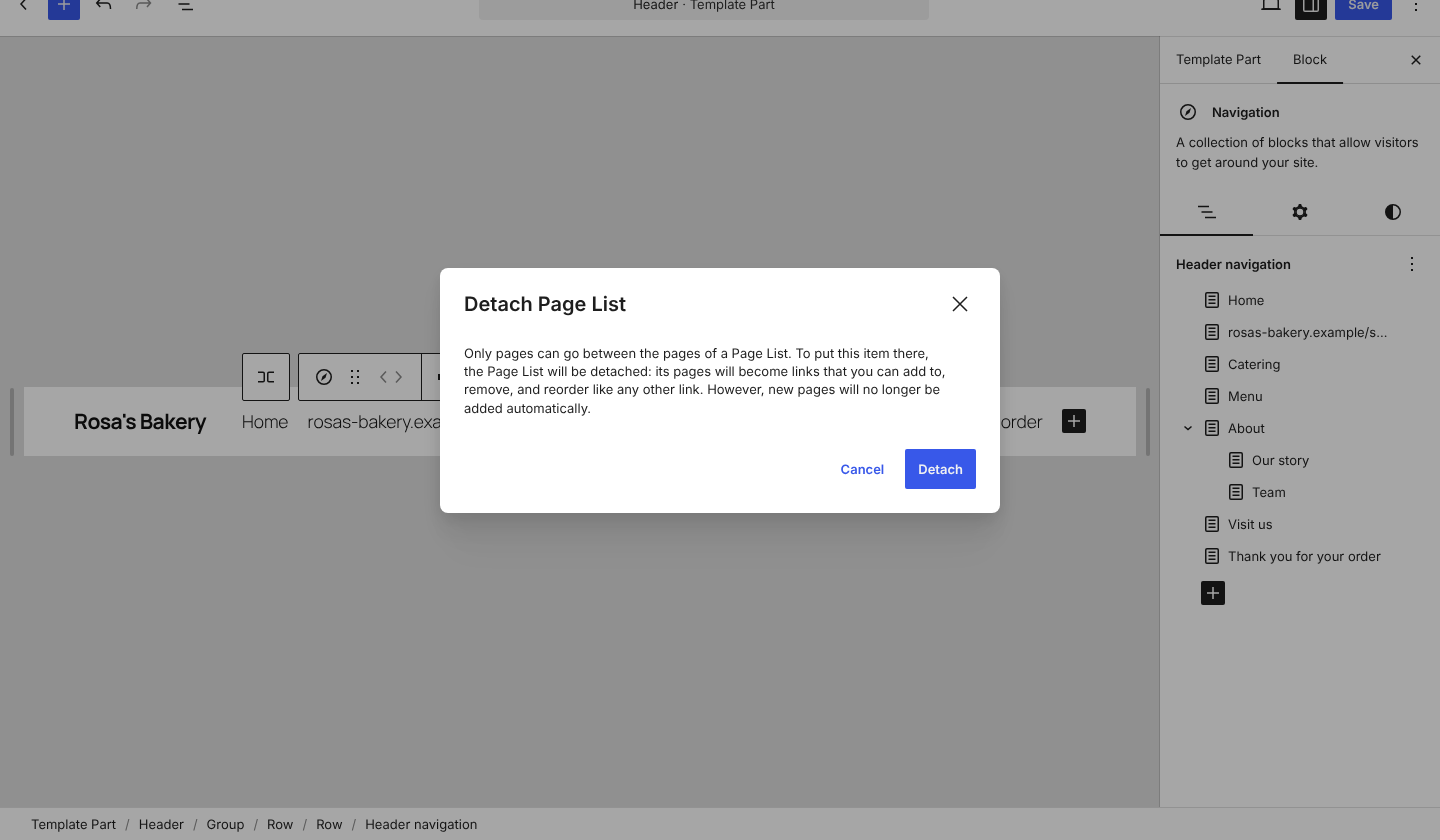 Header · Template Part
Save
Template Part
Block
Navigation
A collection of blocks that allow visitors
to get around your site.
Header navigation
Home
rosas-bakery.example/s...
Catering
Menu
About
Our story
Team
Visit us
Thank you for your order
Detach Page List
Only pages can go between the pages of a Page List. To put this item there,
the Page List will be detached: its pages will become links that you can add to,
remove, and reorder like any other link. However, new pages will no longer be
added automatically.
Cancel
Detach
Rosa's Bakery
Home
rosas-bakery.exa
order
Template Part / Header / Group / Row / Row / Header navigation